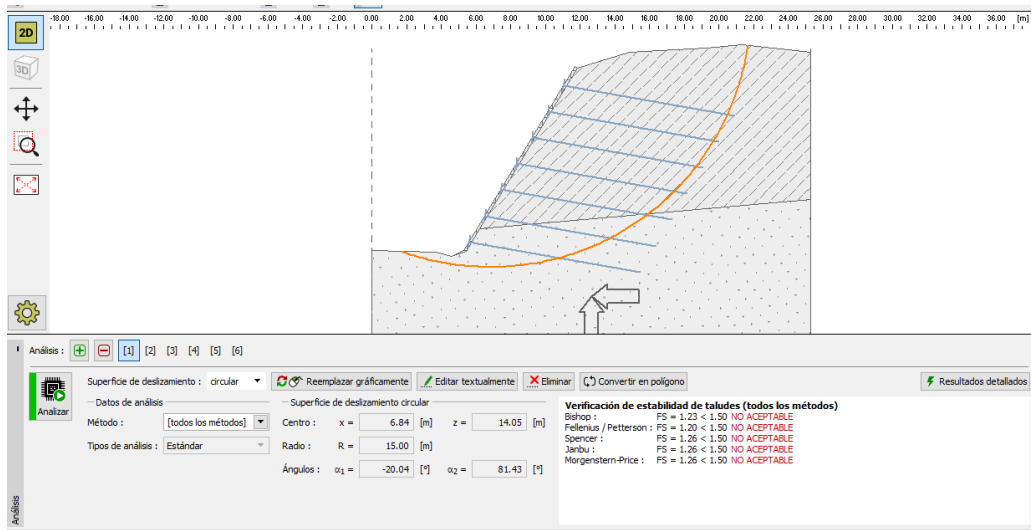 -18.00 -16.00 -14.00 -12.00 -10.00 -8.00 -6.00 -4.00 -2.00 0.00 2.00 4.00 6.00 8.00 10.00 12.00 14.00 16.00 18.00 20.00 22.00 24.00 26.00 28.00 30.00 32.00 34.00 36.00 [m]
2D
3D
Análisis : [1] [2] [3] [4] [5] [6]
Analizar
Superficie de deslizamiento : circular Reemplazar gráficamente Editar textualmente Eliminar Convertir en polígono Resultados detallados
Datos de análisis
Método : [todos los métodos]
Tipos de análisis : Estándar
Superficie de deslizamiento circular
Centro : x = 6.84 [m] z = 14.05 [m]
Radio : R = 15.00 [m]
Ángulos : α1 = -20.04 [°] α2 = 81.43 [°]
Verificación de estabilidad de taludes (todos los métodos)
Bishop : FS = 1.23 < 1.50 NO ACEPTABLE
Fellenius / Petterson : FS = 1.20 < 1.50 NO ACEPTABLE
Spencer : FS = 1.26 < 1.50 NO ACEPTABLE
Janbu : FS = 1.26 < 1.50 NO ACEPTABLE
Morgenstern-Price : FS = 1.26 < 1.50 NO ACEPTABLE
Análisis